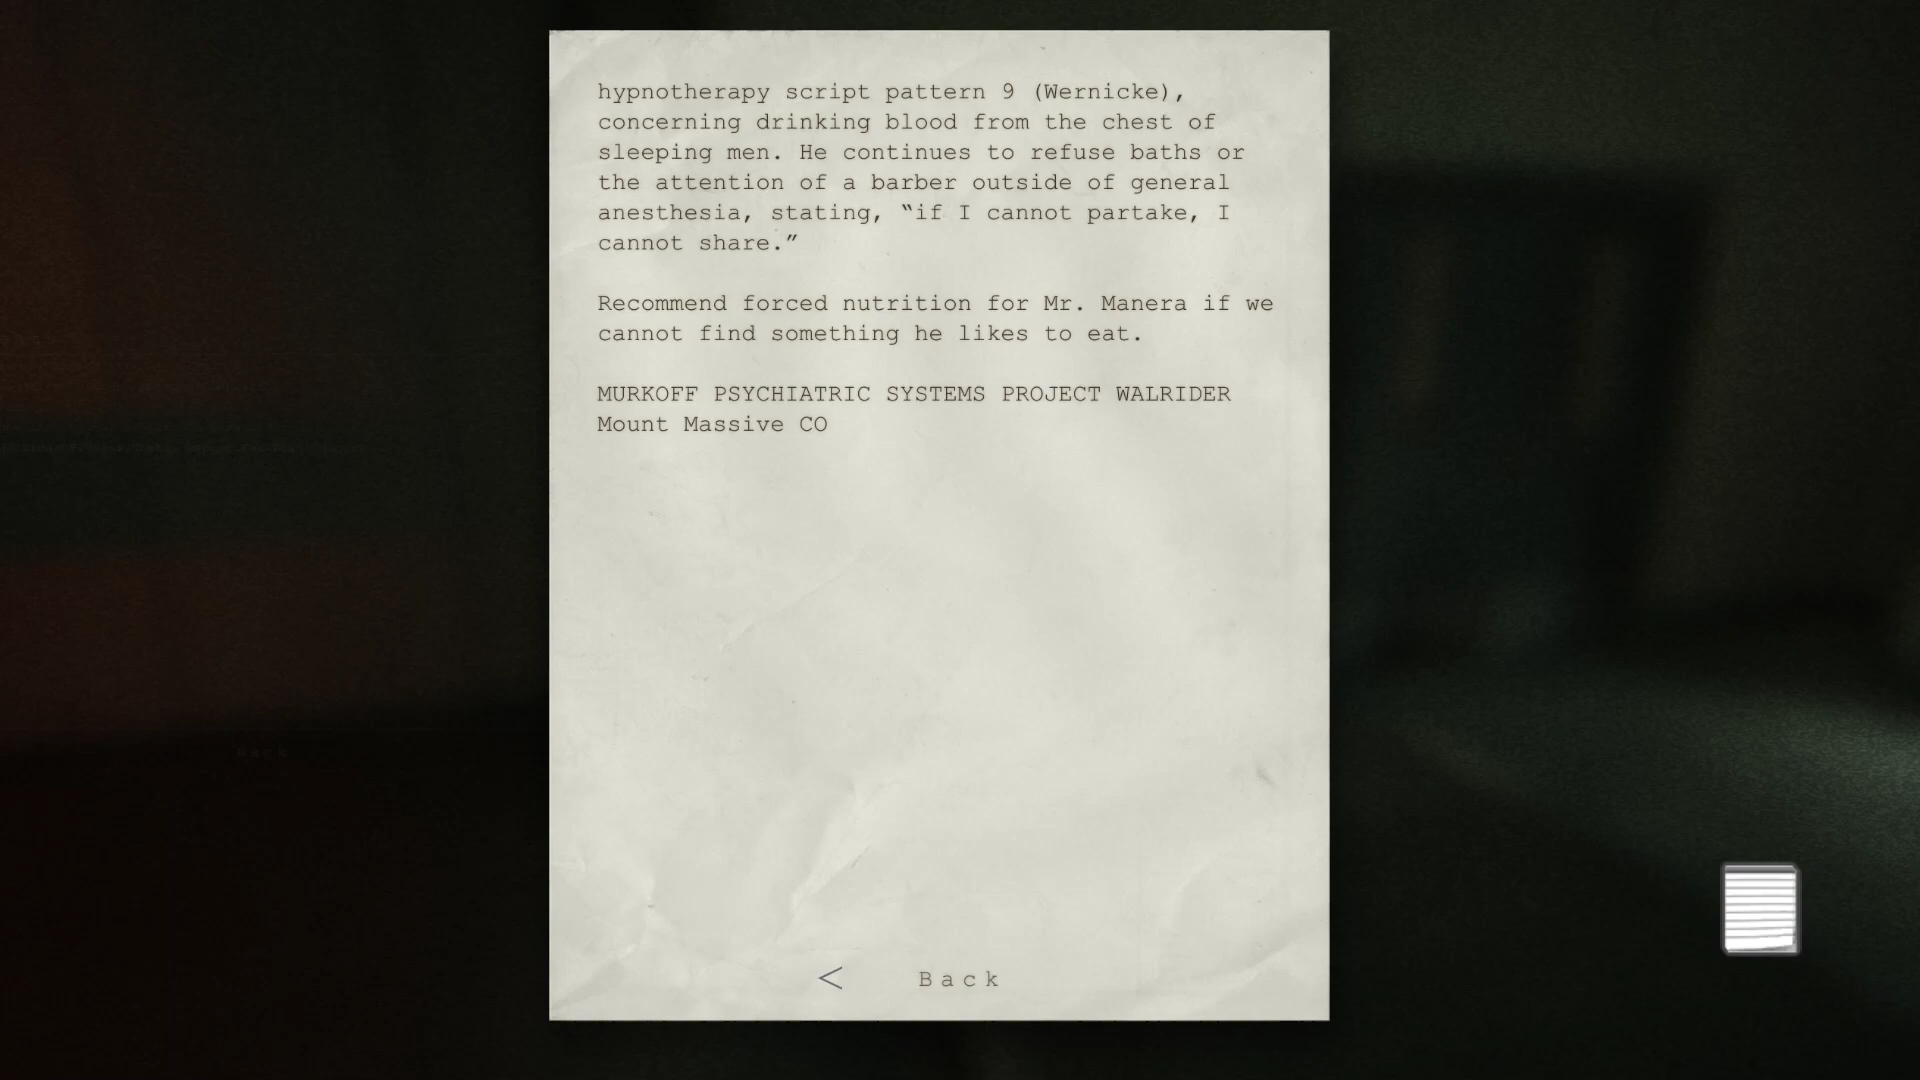 hypnotherapy script pattern 9 (Wernicke),
concerning drinking blood from the chest of
sleeping men. He continues to refuse baths or
the attention of a barber outside of general
anesthesia, stating, “if I cannot partake, I
cannot share.”
Recommend forced nutrition for Mr. Manera if we
cannot find something he likes to eat.
MURKOFF PSYCHIATRIC SYSTEMS PROJECT WALRIDER
Mount Massive CO
< Back
Back